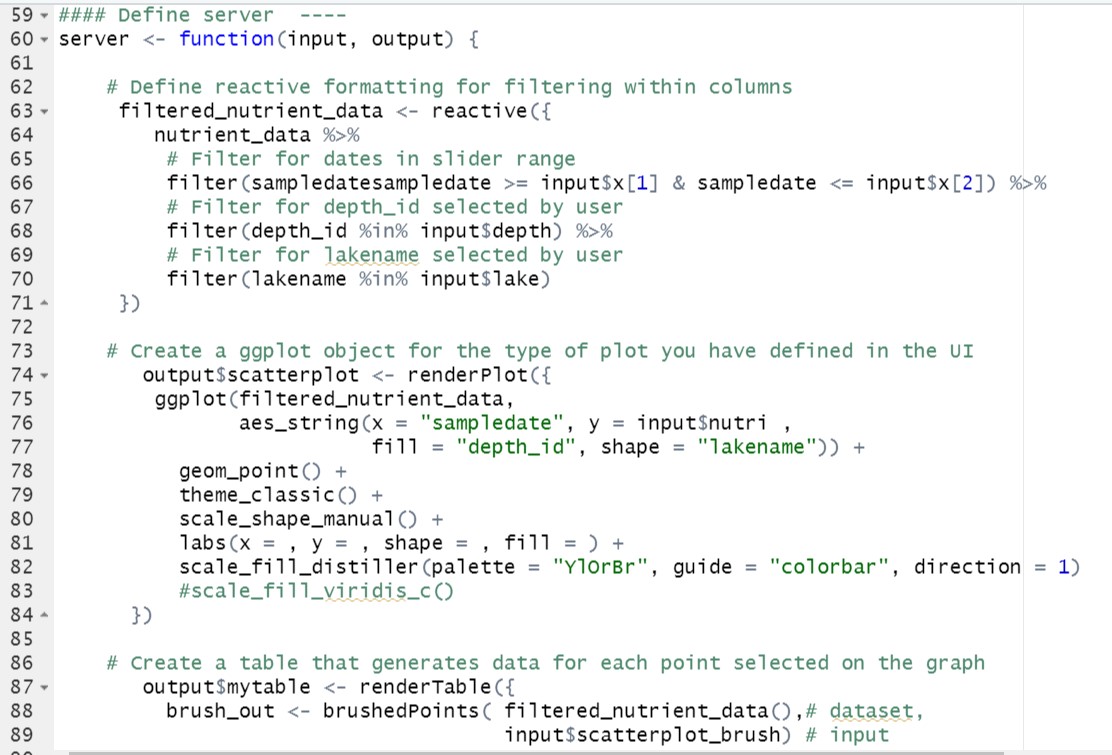 59 #### Define server  ----
60 server <- function(input, output) {
61
62     # Define reactive formatting for filtering within columns
63      filtered_nutrient_data <- reactive({
64         nutrient_data %>%
65          # Filter for dates in slider range
66          filter(sampledatesampledate >= input$x[1] & sampledate <= input$x[2]) %>%
67          # Filter for depth_id selected by user
68          filter(depth_id %in% input$depth) %>%
69          # Filter for lakename selected by user
70          filter(lakename %in% input$lake)
71      })
72
73     # Create a ggplot object for the type of plot you have defined in the UI
74        output$scatterplot <- renderPlot({
75         ggplot(filtered_nutrient_data,
76                aes_string(x = "sampledate", y = input$nutri ,
77                           fill = "depth_id", shape = "lakename")) +
78           geom_point() +
79           theme_classic() +
80           scale_shape_manual() +
81           labs(x = , y = , shape = , fill = ) +
82           scale_fill_distiller(palette = "YlOrBr", guide = "colorbar", direction = 1)
83           #scale_fill_viridis_c()
84       })
85
86     # Create a table that generates data for each point selected on the graph
87        output$mytable <- renderTable({
88          brush_out <- brushedPoints( filtered_nutrient_data(),# dataset,
89                                      input$scatterplot_brush) # input